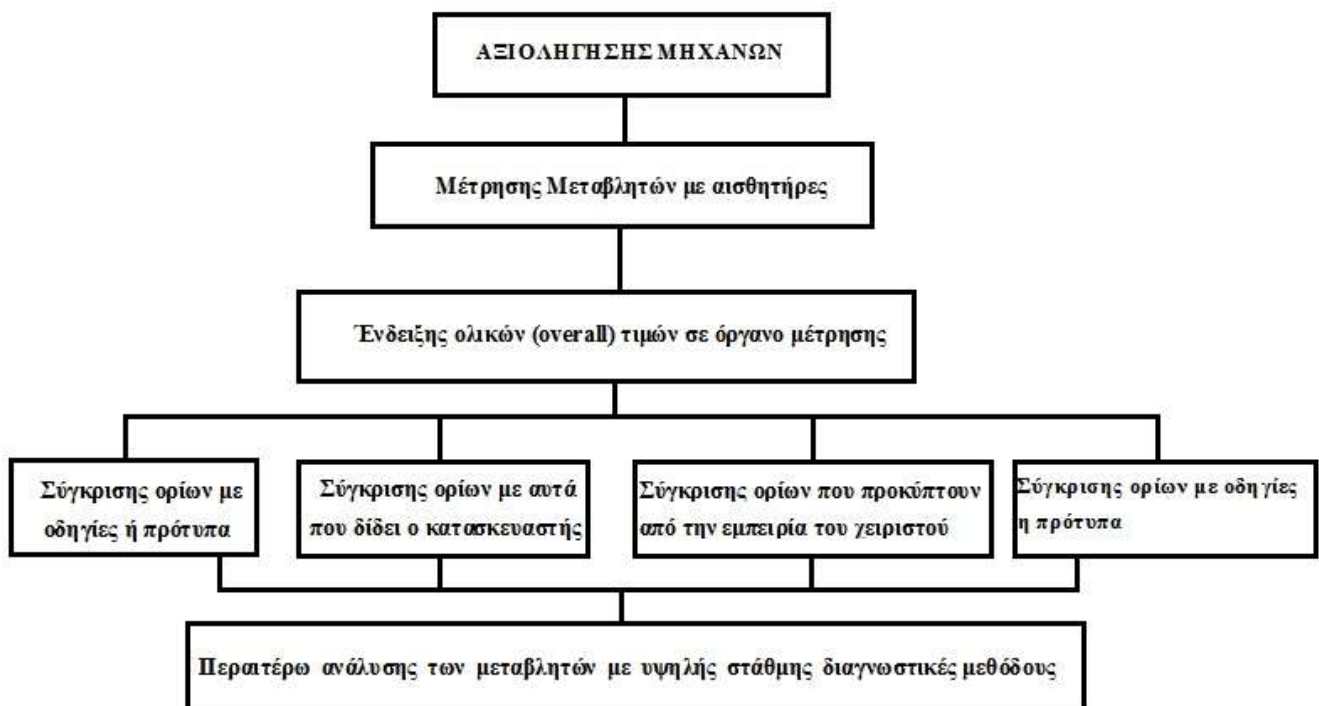 ΑΞΙΟΛΗΓΗΣΗΣ ΜΗΧΑΝΩΝ
Μέτρησης Μεταβλητών με αισθητήρες
Ένδειξης ολικών (overall) τιμών σε όργανο μέτρησης
Σύγκρισης ορίων με
οδηγίες ή πρότυπα
Σύγκρισης ορίων με αυτά
που δίδει ο κατασκευαστής
Σύγκρισης ορίων που προκύπτουν
από την εμπειρία του χειριστού
Σύγκρισης ορίων με οδηγίες
η πρότυπα
Περαιτέρω ανάλυσης των μεταβλητών με υψηλής στάθμης διαγνωστικές μεθόδους